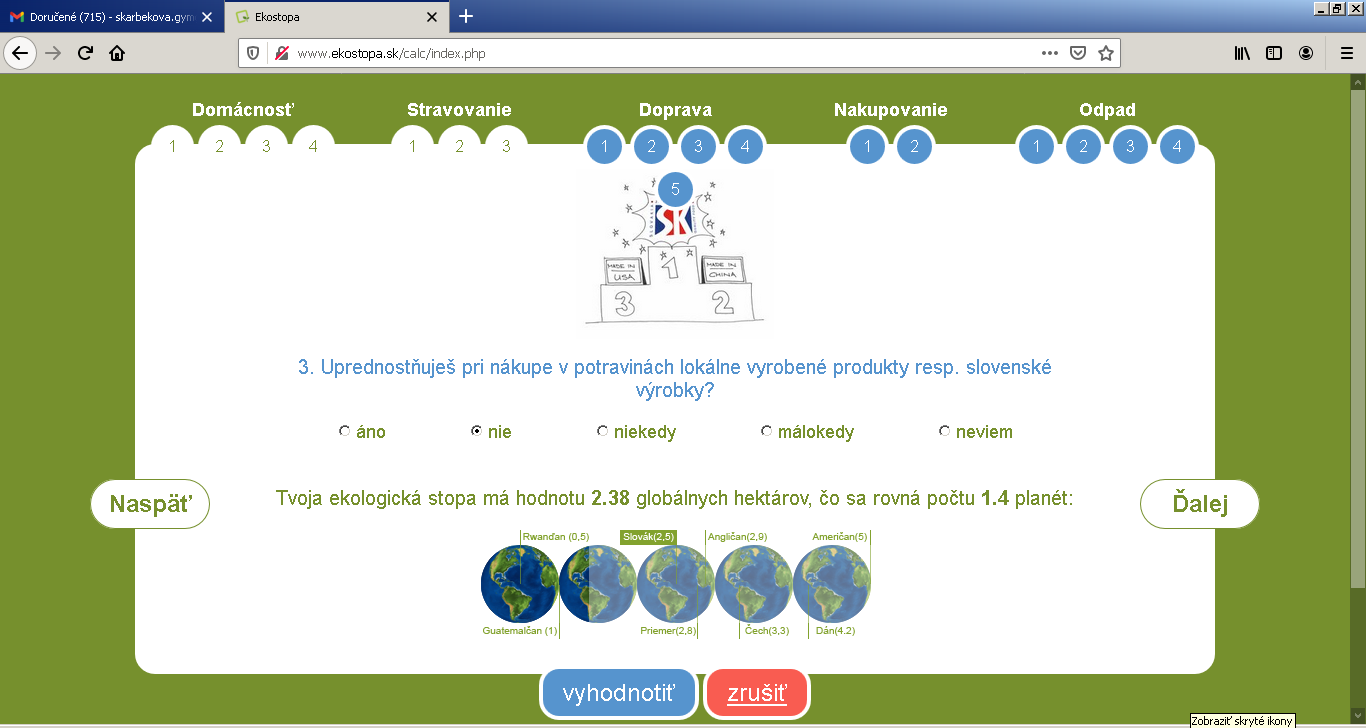 Doručené (715) - skarbekova.gym
Ekostopa
www.ekostopa.sk/calc/index.php
Domácnosť
Stravovanie
Doprava
Nakupovanie
Odpad
1 2 3 4
1 2 3
1 2 3 4
1 2
1 2 3 4
5
SK
MADE IN USA
1
MADE IN CHINA
3
2
3. Uprednostňuješ pri nákupe v potravinách lokálne vyrobené produkty resp. slovenské
výrobky?
áno nie niekedy málokedy neviem
Naspäť
Ďalej
Tvoja ekologická stopa má hodnotu 2.38 globálnych hektárov, čo sa rovná počtu 1.4 planét:
Rwanďan (0,5) Slovák(2,5) Angličan(2,9) Američan(5)
Guatemalčan (1) Priemer(2,8) Čech(3,3) Dán(4.2)
vyhodnotiť
zrušiť
Zobraziť skryté ikony